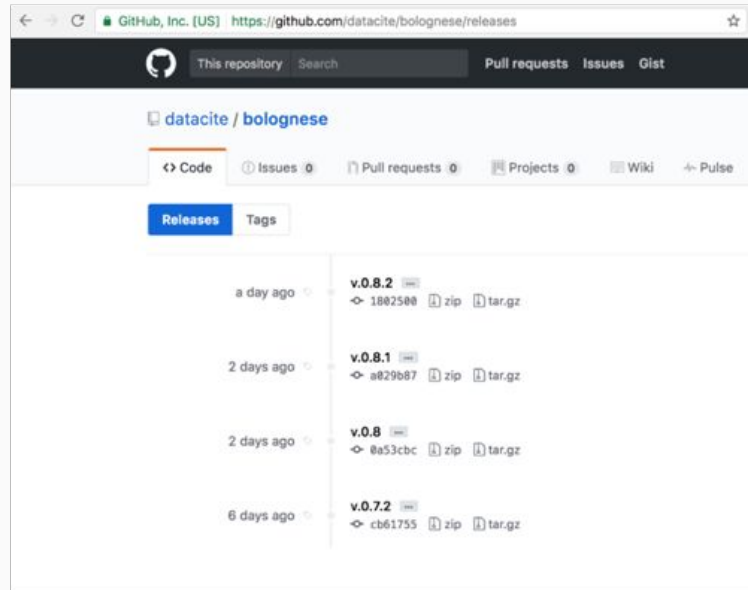 GitHub, Inc. [US] https://github.com/datacite/bolognese/releases
This repository Search Pull requests Issues Gist
datacite / bolognese
<> Code Issues 0 Pull requests 0 Projects 0 Wiki Pulse
Releases Tags
v.0.8.2 ...
a day ago
1802500 zip tar.gz
v.0.8.1 ...
2 days ago
a029b87 zip tar.gz
v.0.8 ...
2 days ago
0a53cbc zip tar.gz
v.0.7.2 ...
6 days ago
cb61755 zip tar.gz